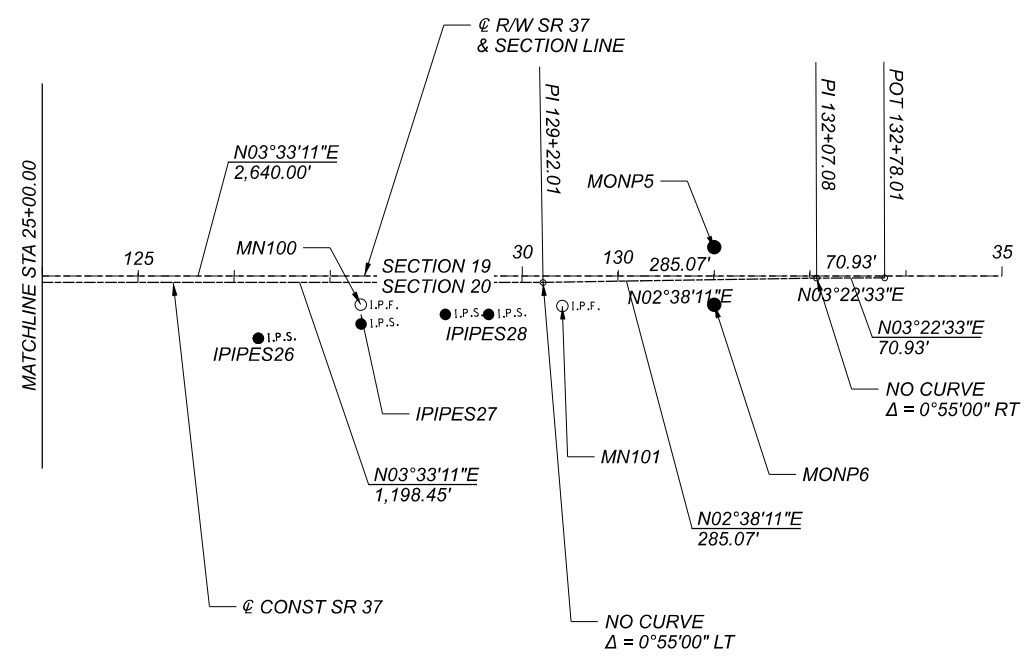 ℄ R/W SR 37
& SECTION LINE
MATCHLINE STA 25+00.00
N03°33'11"E
2,640.00'
PI 129+22.01
PI 132+07.08
POT 132+78.01
MONP5
125
MN100
SECTION 19
SECTION 20
30
130
285.07'
70.93'
35
N02°38'11"E
N03°22'33"E
I.P.F.
I.P.S.
I.P.S.
I.P.S.
I.P.S.
I.P.F.
IPIPES26
IPIPES28
N03°22'33"E
70.93'
NO CURVE
Δ = 0°55'00" RT
IPIPES27
MN101
MONP6
N03°33'11"E
1,198.45'
N02°38'11"E
285.07'
℄ CONST SR 37
NO CURVE
Δ = 0°55'00" LT